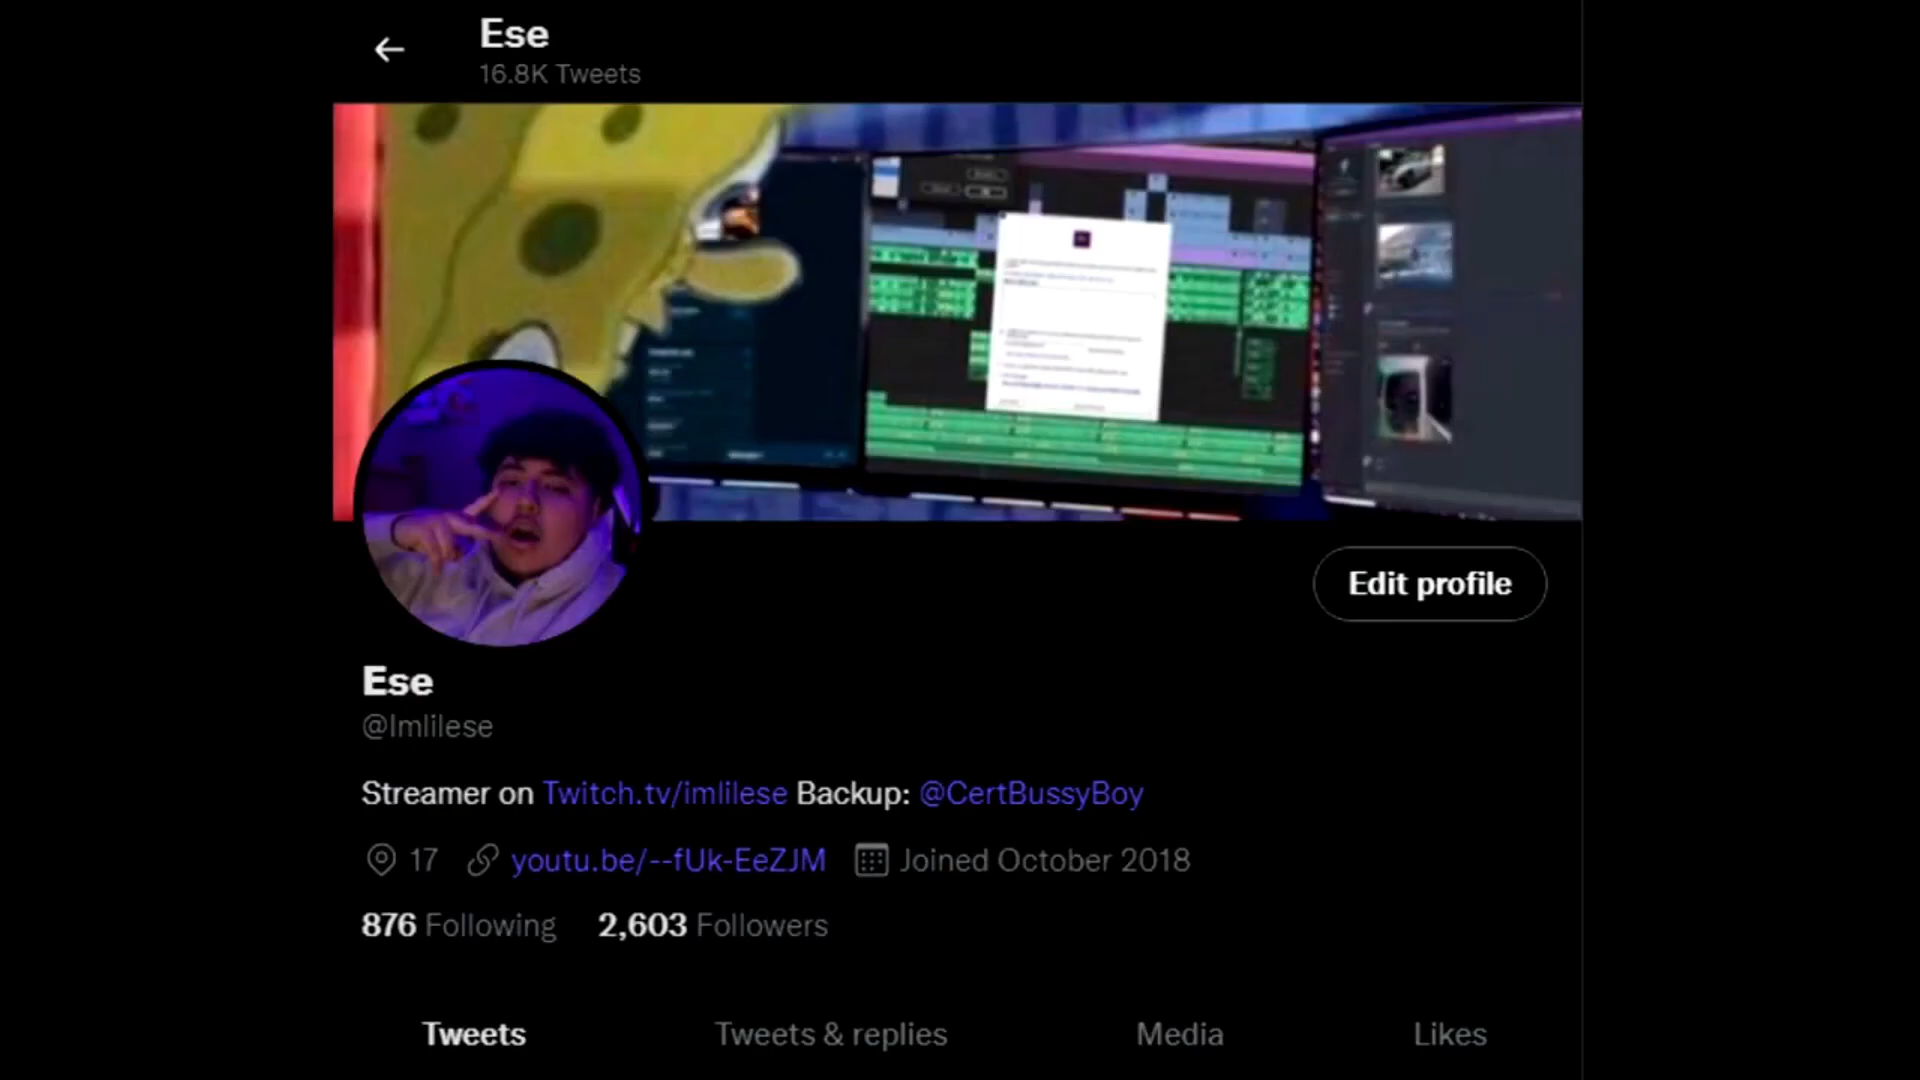 Ese
16.8K Tweets
Edit profile
Ese
@Imlilese
Streamer on Twitch.tv/imlilese Backup: @CertBussyBoy
17 youtu.be/--fUk-EeZJM Joined October 2018
876 Following 2,603 Followers
Tweets Tweets & replies Media Likes